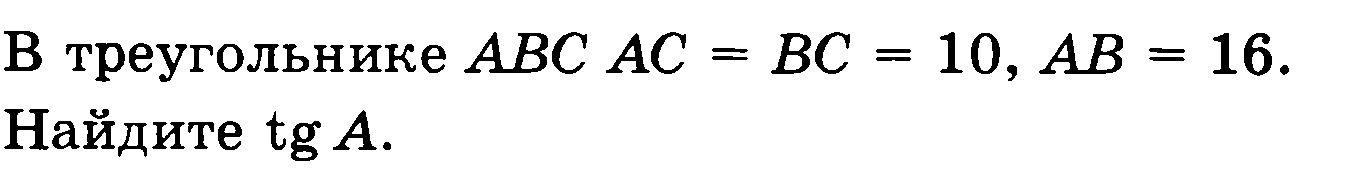 В треугольнике ABC AC = BC = 10, AB = 16.
Найдите tg A.